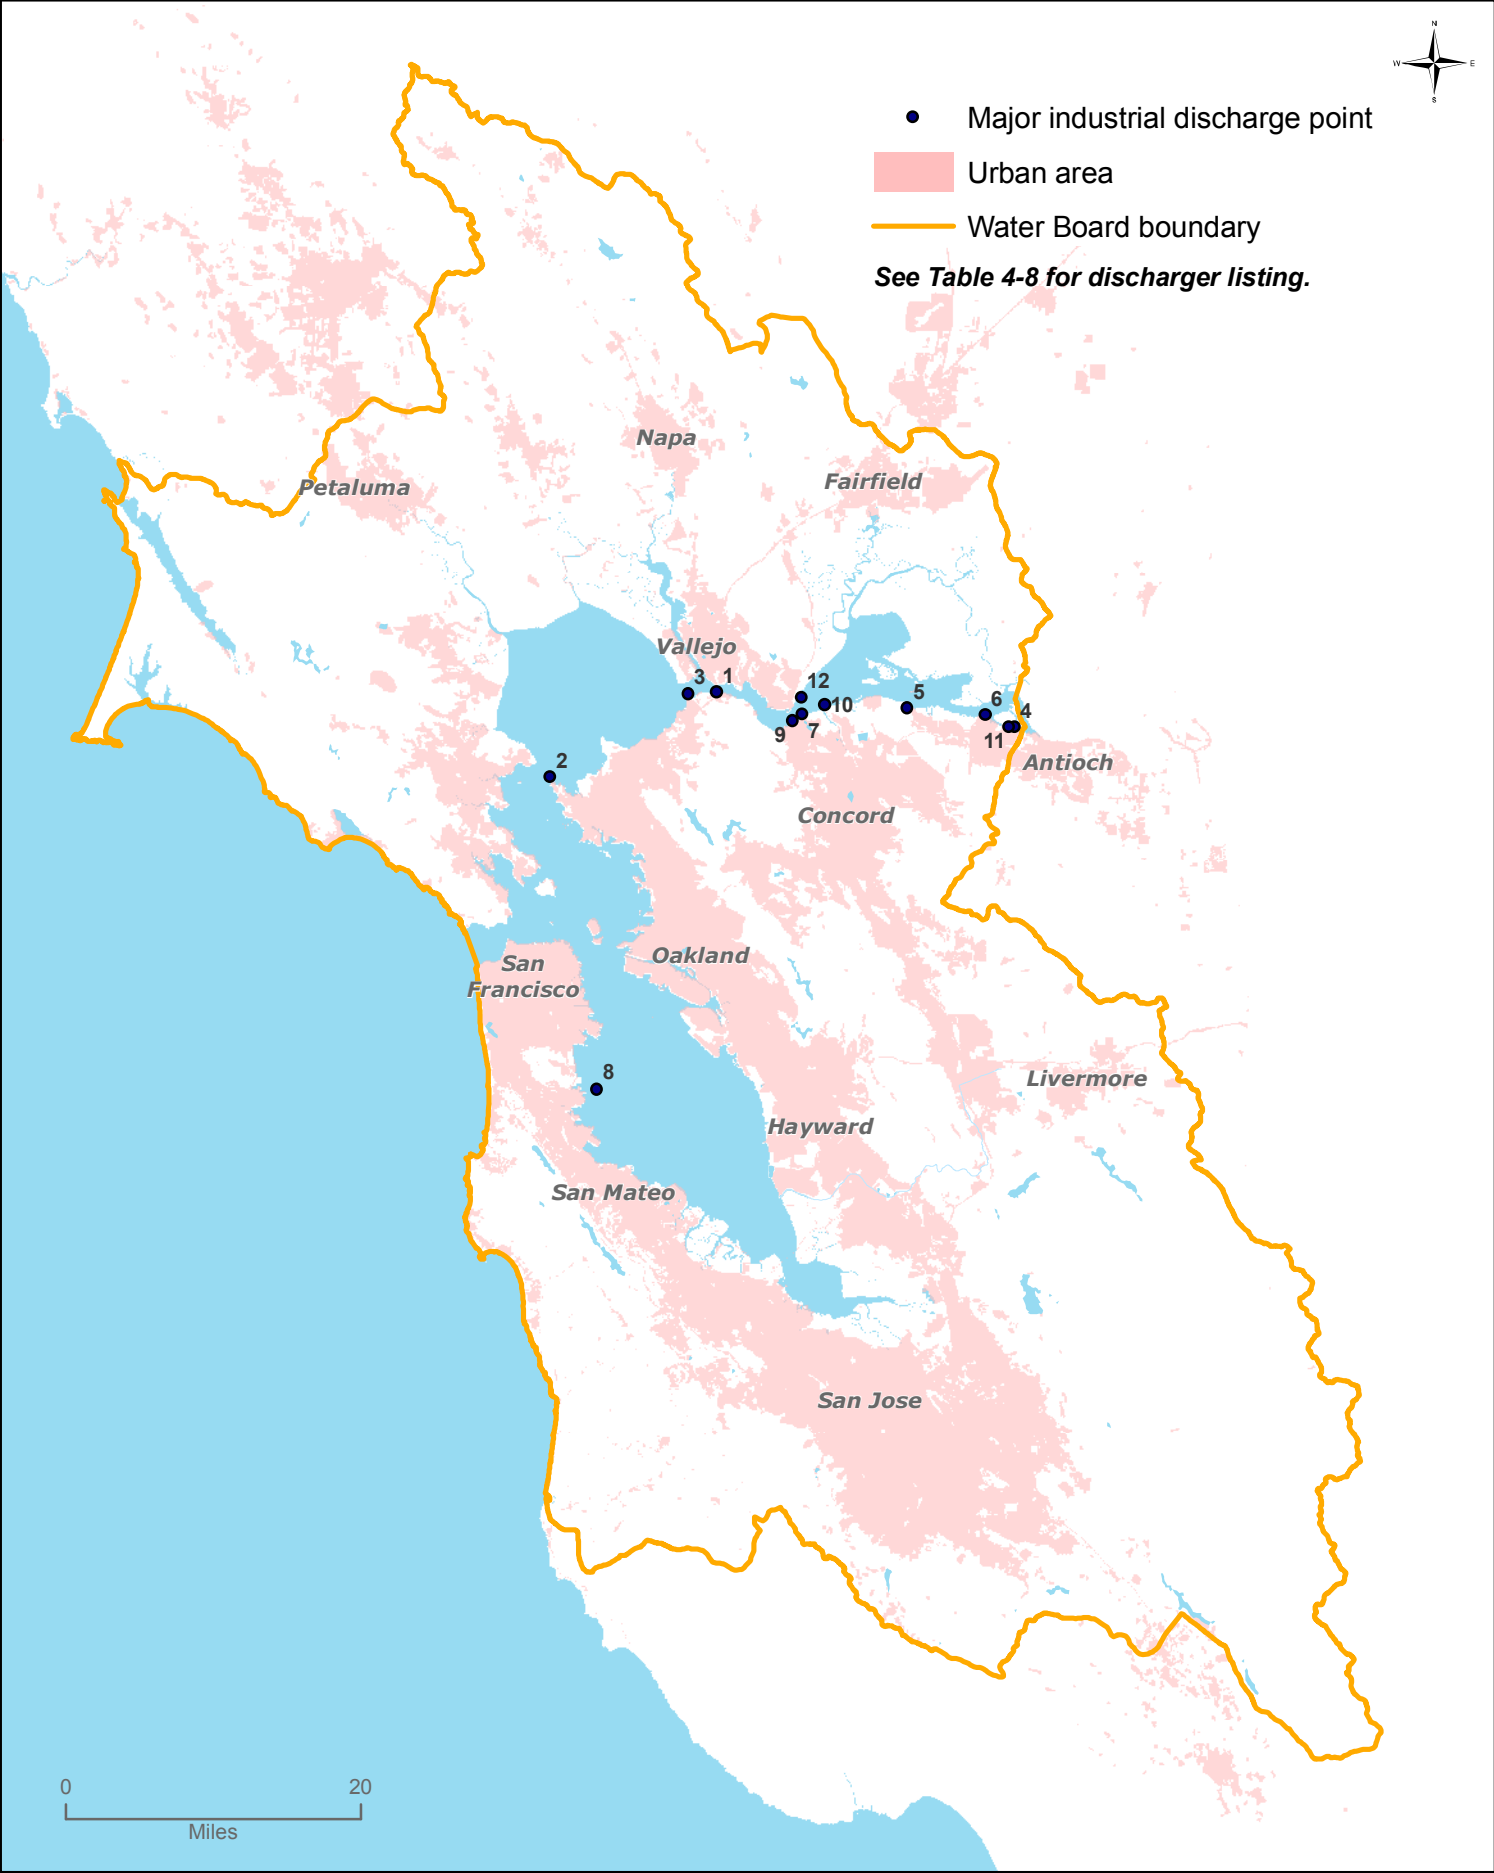 N
W
E
S
Major industrial discharge point
Urban area
Water Board boundary
See Table 4-8 for discharger listing.
Napa
Petaluma
Fairfield
Vallejo
3
1
12
10
5
6
4
9
7
11
Antioch
2
Concord
Oakland
San
Francisco
8
Livermore
Hayward
San Mateo
San Jose
0
20
Miles